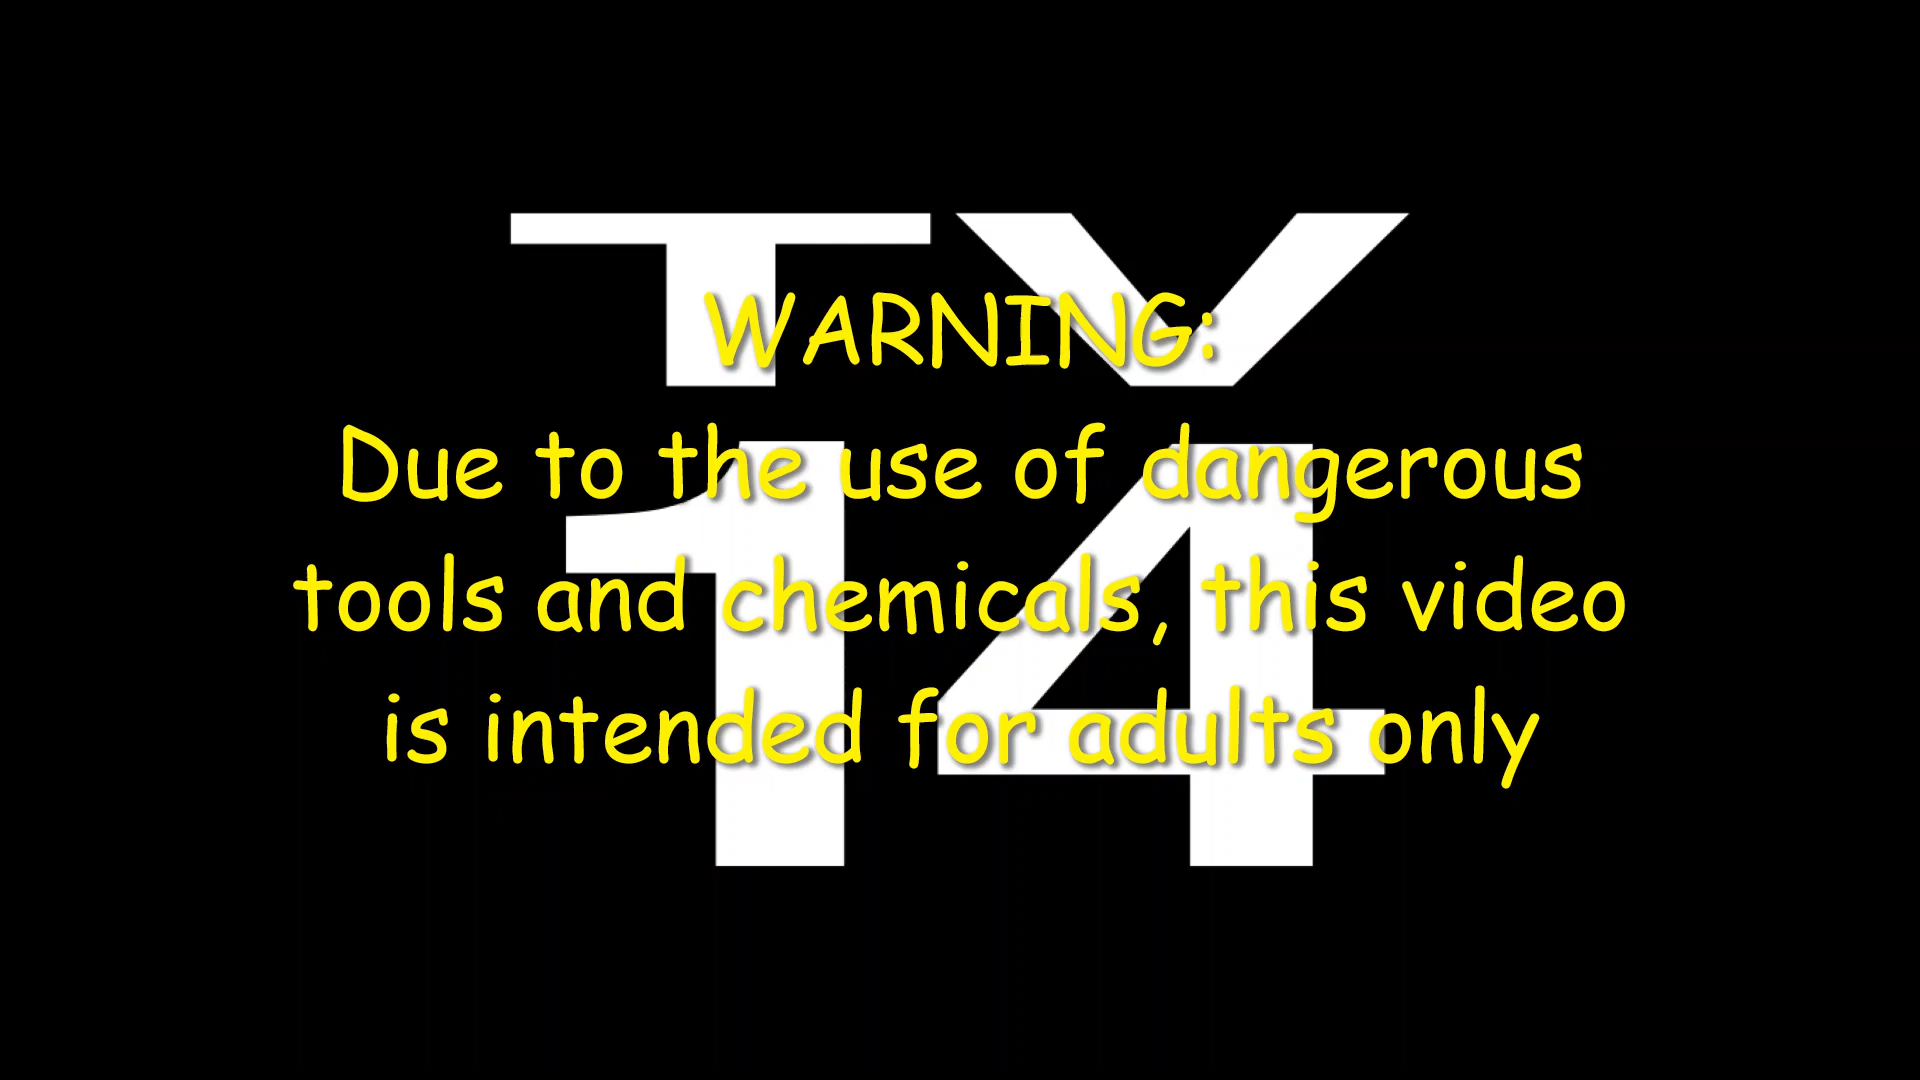 TV
14
WARNING:
Due to the use of dangerous
tools and chemicals, this video
is intended for adults only